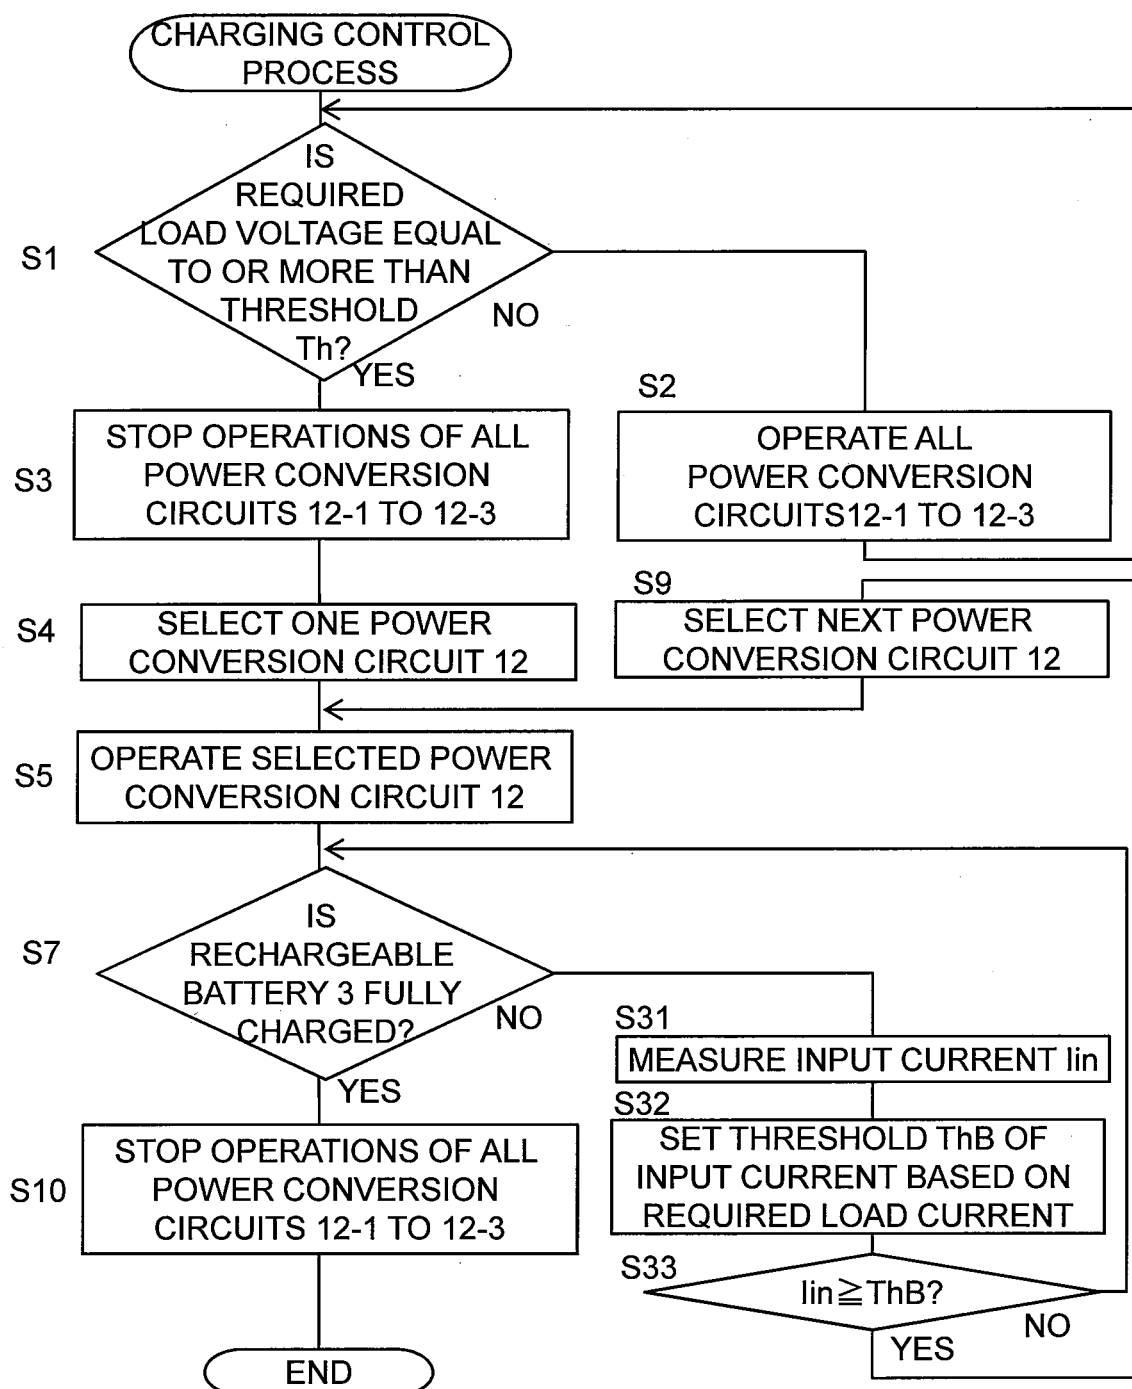 CHARGING CONTROL
PROCESS
IS
REQUIRED
LOAD VOLTAGE EQUAL
TO OR MORE THAN
THRESHOLD
Th?
S1
NO
YES
S3
STOP OPERATIONS OF ALL
POWER CONVERSION
CIRCUITS 12-1 TO 12-3
S2
OPERATE ALL
POWER CONVERSION
CIRCUITS12-1 TO 12-3
S4
SELECT ONE POWER
CONVERSION CIRCUIT 12
S9
SELECT NEXT POWER
CONVERSION CIRCUIT 12
S5
OPERATE SELECTED POWER
CONVERSION CIRCUIT 12
S7
IS
RECHARGEABLE
BATTERY 3 FULLY
CHARGED?
NO
YES
S31
MEASURE INPUT CURRENT Iin
S32
SET THRESHOLD ThB OF
INPUT CURRENT BASED ON
REQUIRED LOAD CURRENT
S10
STOP OPERATIONS OF ALL
POWER CONVERSION
CIRCUITS 12-1 TO 12-3
S33
Iin≧ThB?
NO
YES
END